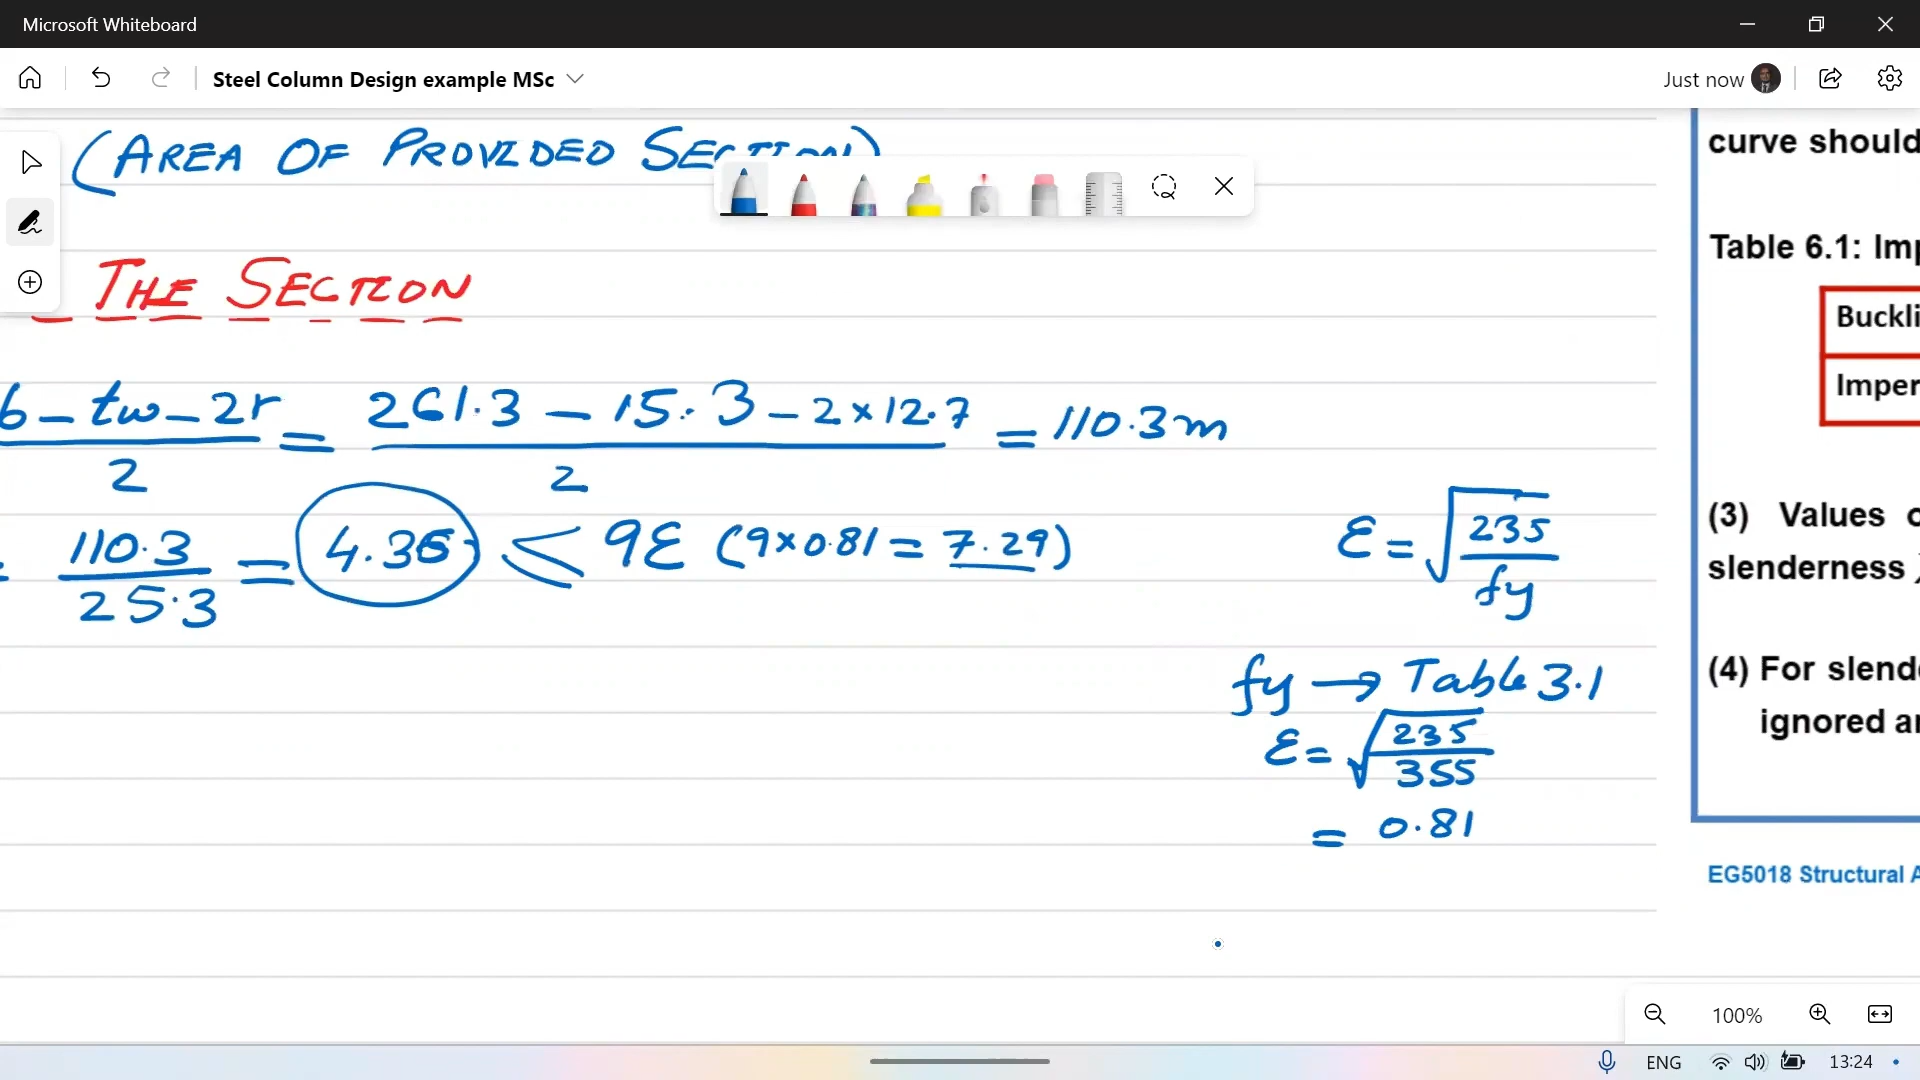 Microsoft Whiteboard
Steel Column Design example MSc
Just now
(AREA OF PROVIDED SECTION)
THE SECTION
b - tw - 2r / 2 = 261.3 - 15.3 - 2 × 12.7 / 2 = 110.3 m
= 110.3 / 25.3 = 4.36 < 9ε (9×0.81 = 7.29)
ε = √235/fy
fy → Table 3.1
ε = √235/355
= 0.81
curve should
Table 6.1: Imp
Buckli
Imper
(3) Values o
slenderness
(4) For slend
ignored a
EG5018 Structural A
100%
ENG
13:24